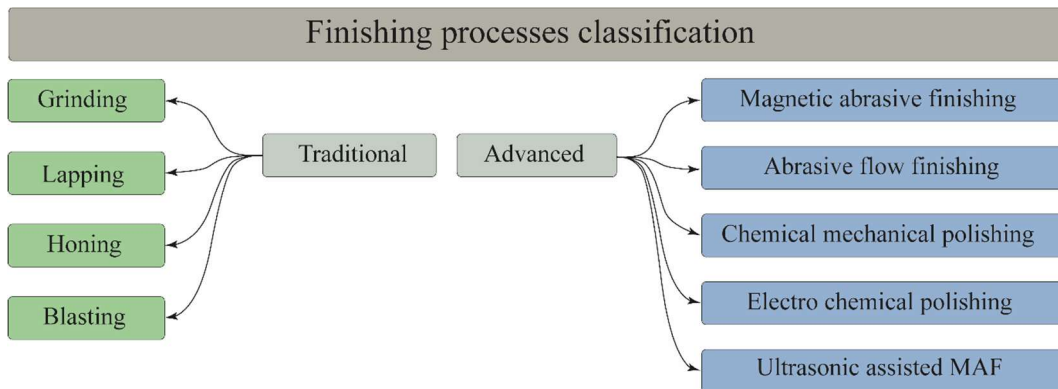 Finishing processes classification
Grinding
Lapping
Honing
Blasting
Traditional
Advanced
Magnetic abrasive finishing
Abrasive flow finishing
Chemical mechanical polishing
Electro chemical polishing
Ultrasonic assisted MAF